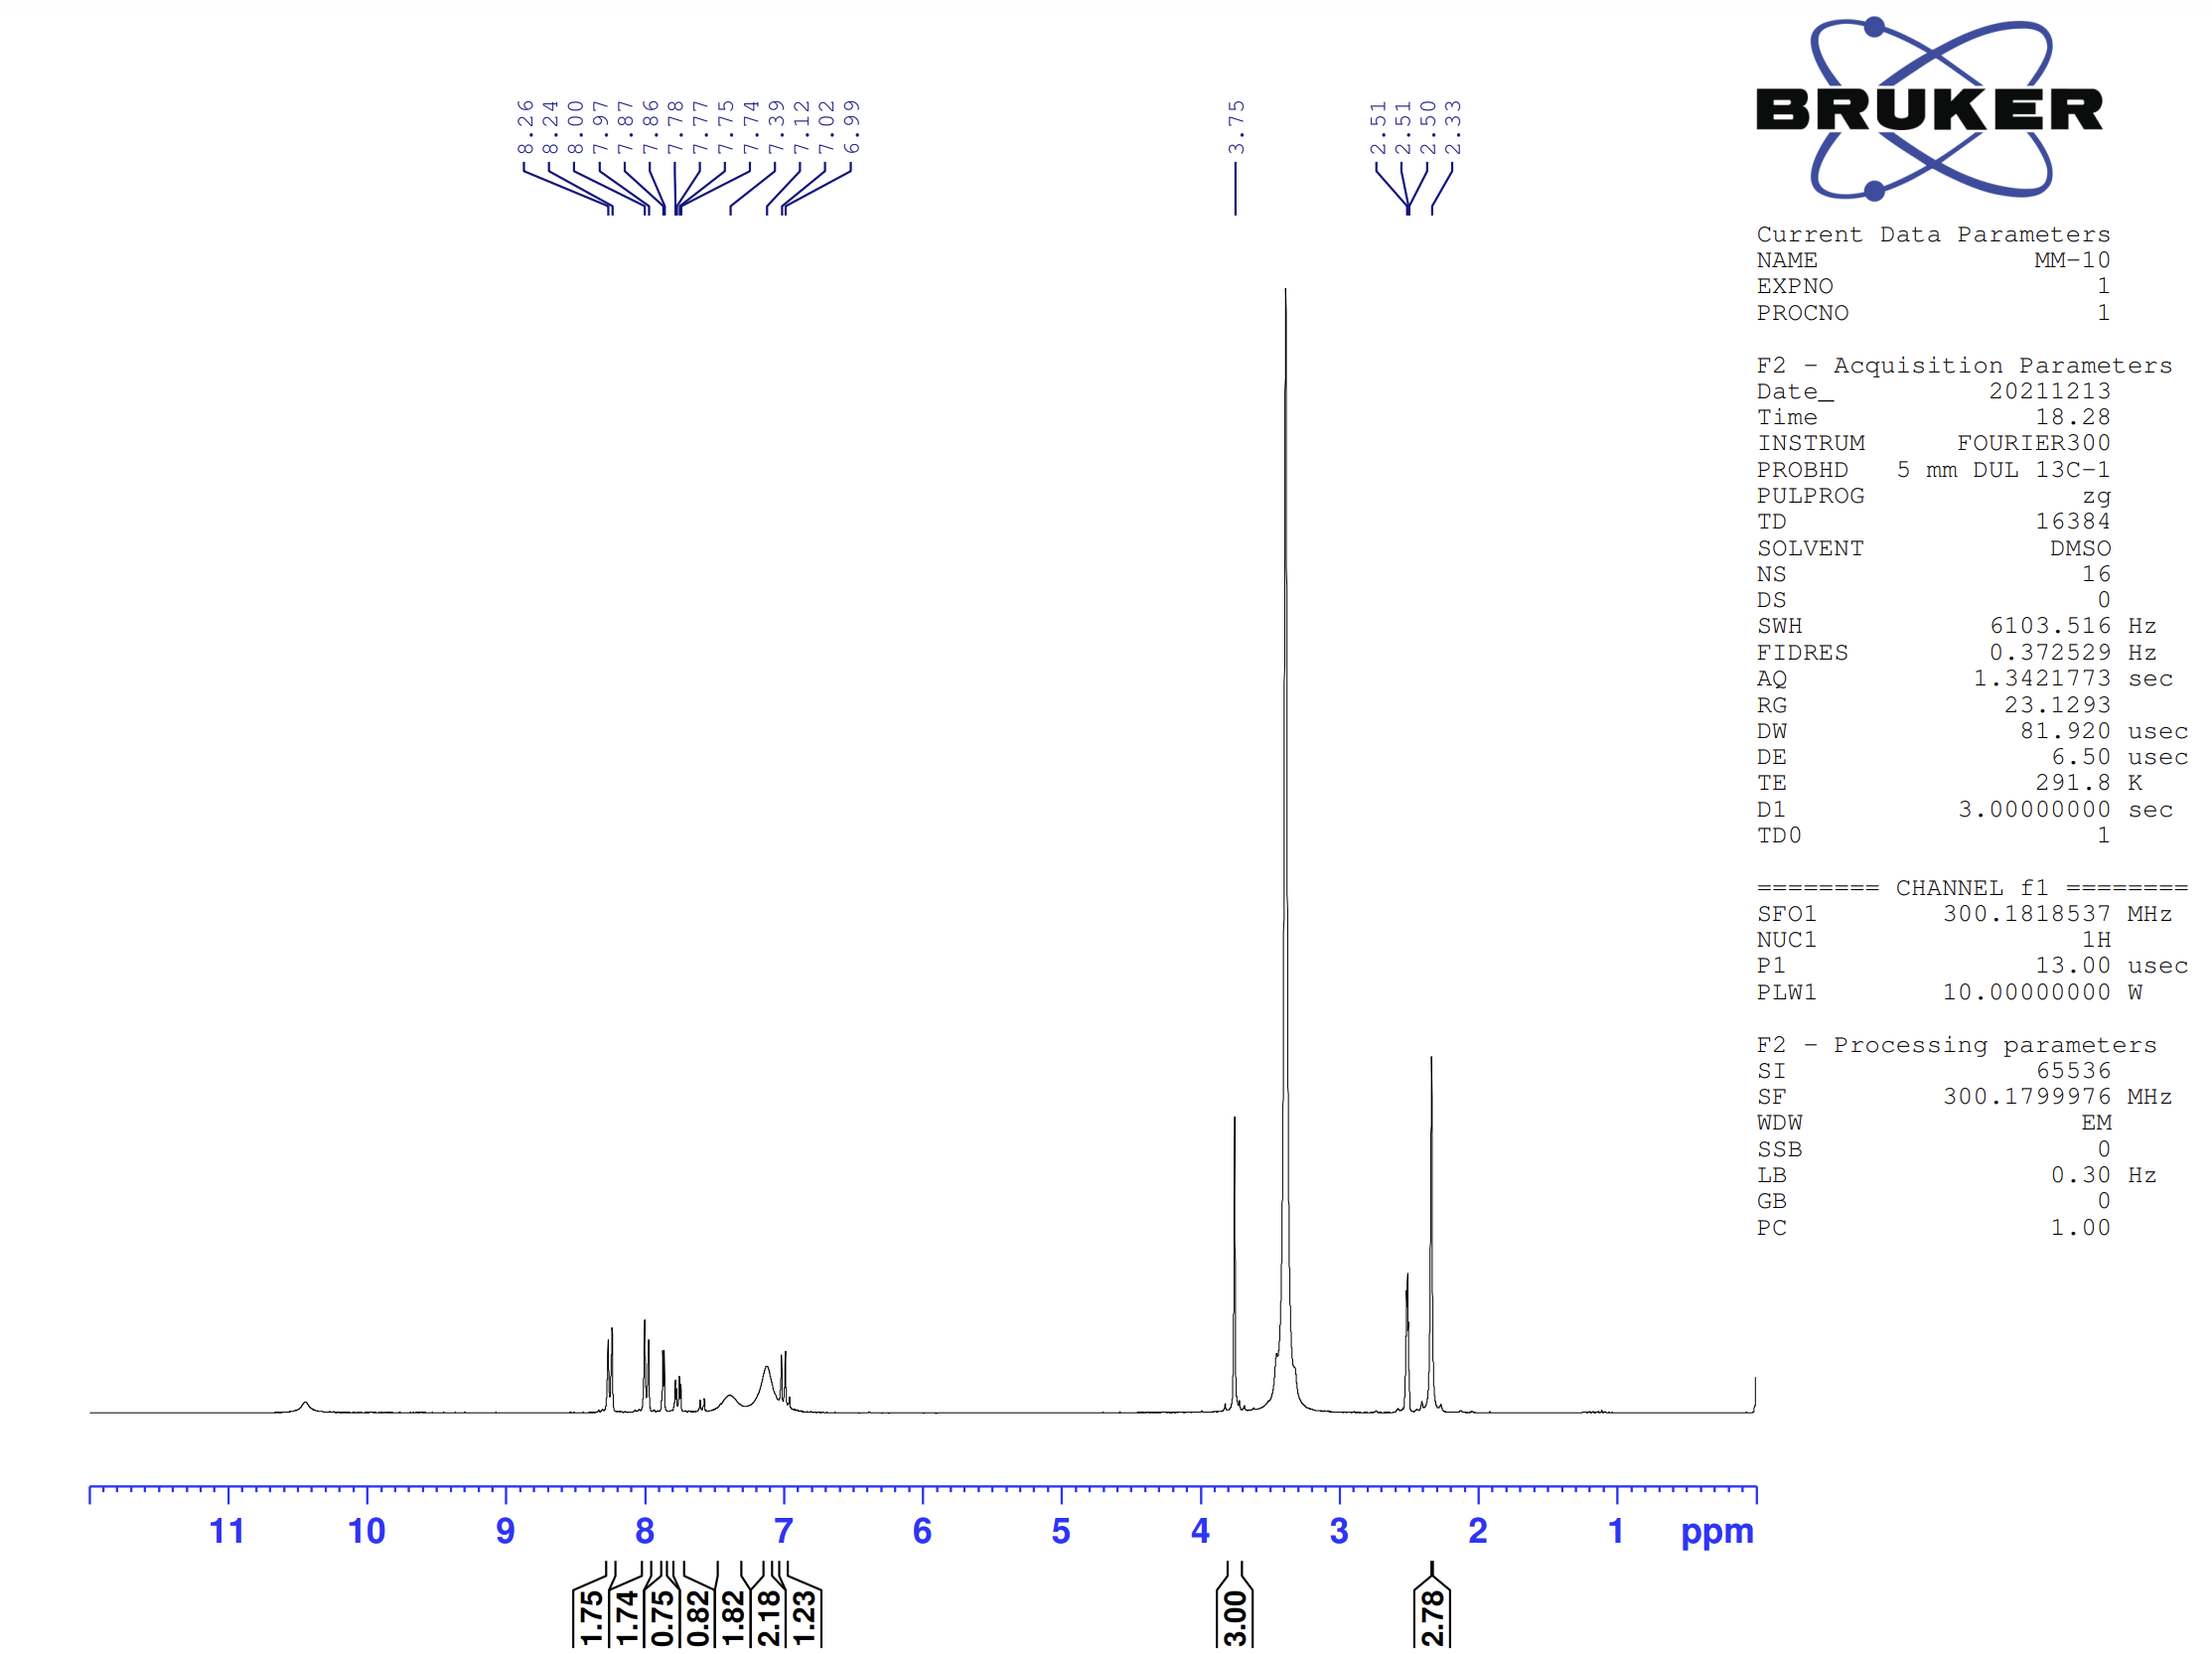 8.26
8.24
8.00
7.97
7.87
7.86
7.78
7.77
7.75
7.74
7.39
7.12
7.02
6.99
3.75
2.51
2.51
2.50
2.33
BRUKER
Current Data Parameters
NAME MM-10
EXPNO 1
PROCNO 1
F2 - Acquisition Parameters
Date_ 20211213
Time 18.28
INSTRUM FOURIER300
PROBHD 5 mm DUL 13C-1
PULPROG zg
TD 16384
SOLVENT DMSO
NS 16
DS 0
SWH 6103.516 Hz
FIDRES 0.372529 Hz
AQ 1.3421773 sec
RG 23.1293
DW 81.920 usec
DE 6.50 usec
TE 291.8 K
D1 3.00000000 sec
TD0 1
======== CHANNEL f1 ========
SFO1 300.1818537 MHz
NUC1 1H
P1 13.00 usec
PLW1 10.00000000 W
F2 - Processing parameters
SI 65536
SF 300.1799976 MHz
WDW EM
SSB 0
LB 0.30 Hz
GB 0
PC 1.00
11 10 9 8 7 6 5 4 3 2 1 ppm
1.75
1.74
0.75
0.82
1.82
2.18
1.23
3.00
2.78